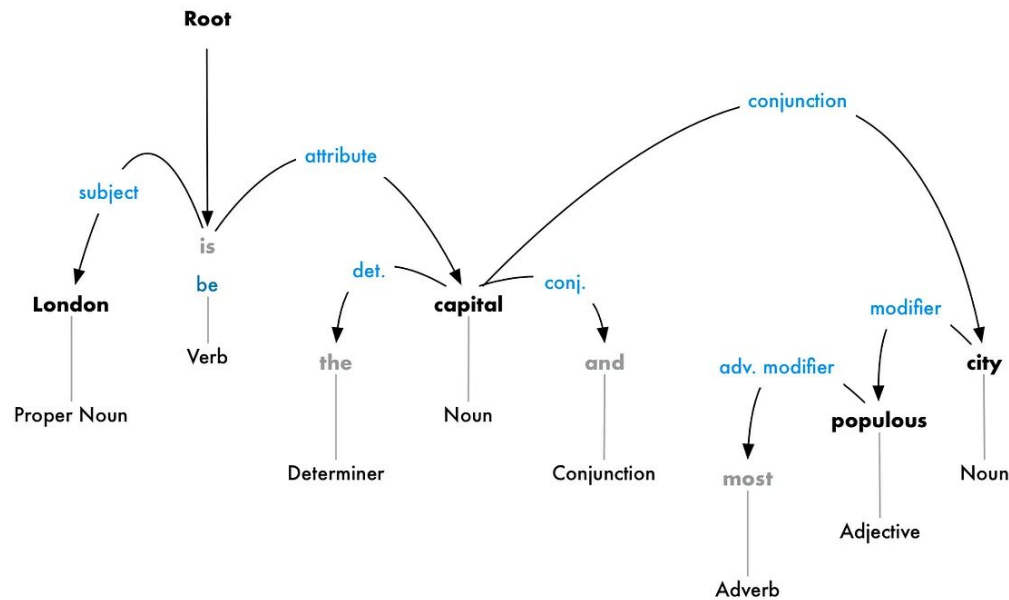 Root
conjunction
attribute
subject
is
det.
conj.
be
London
capital
modifier
Verb
the
and
adv. modifier
city
Proper Noun
Noun
populous
Determiner
Conjunction
most
Noun
Adjective
Adverb